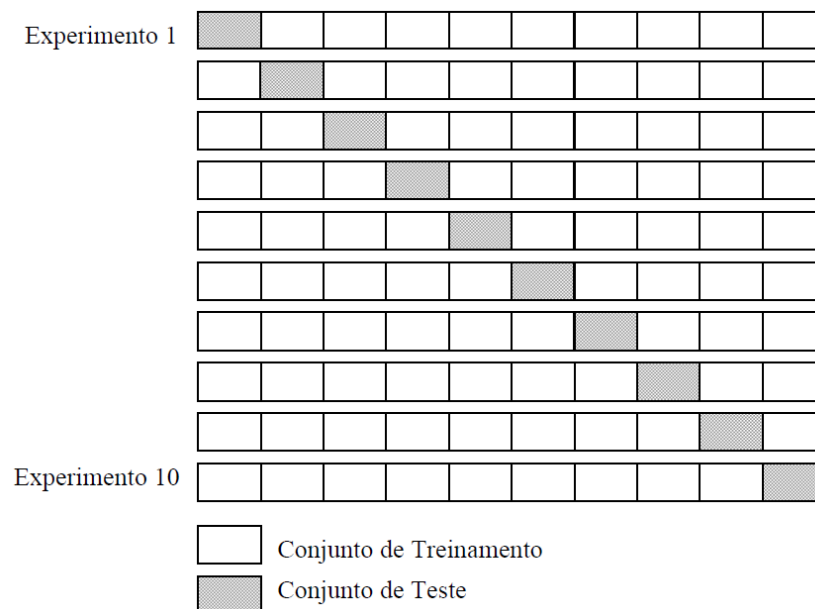 Experimento 1
Experimento 10
Conjunto de Treinamento
Conjunto de Teste